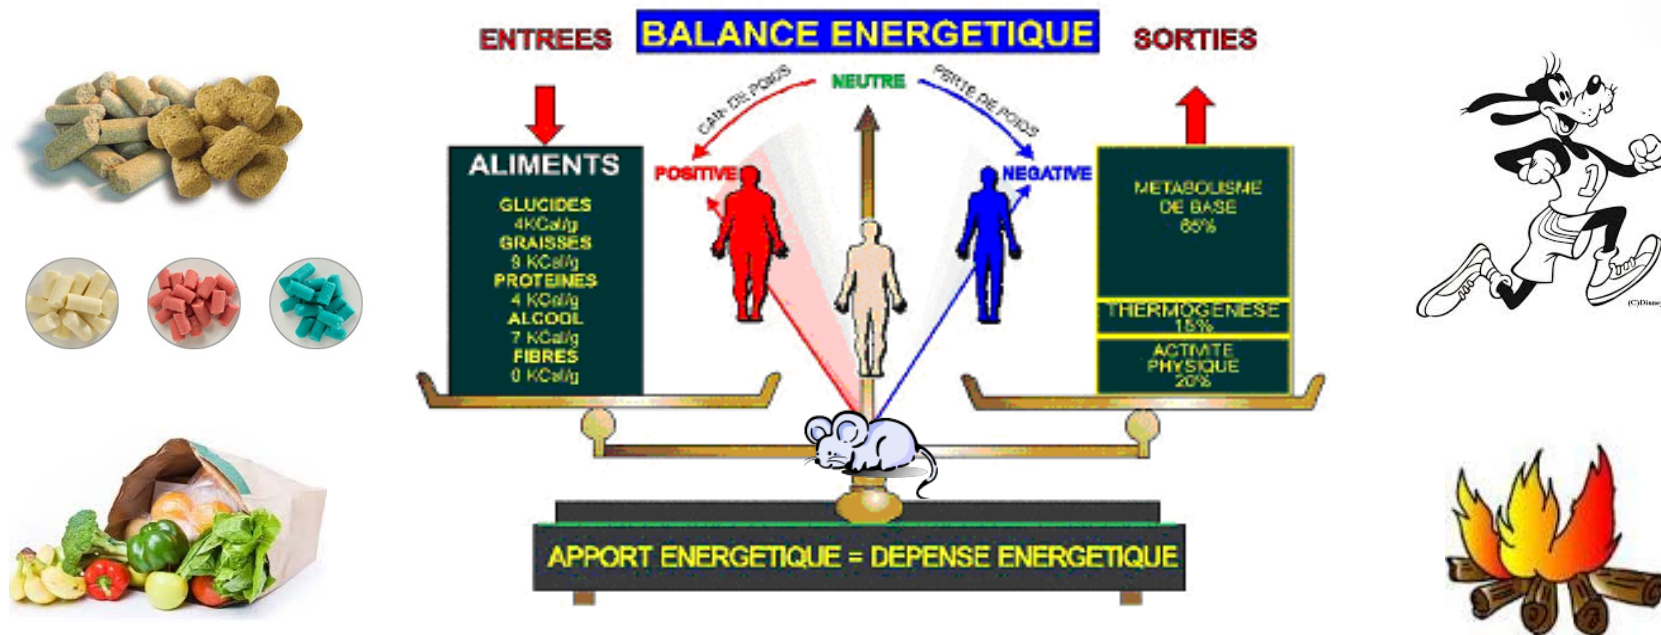 BALANCE ENERGETIQUE
ENTREES
SORTIES
GAIN DE POIDS
NEUTRE
PERTE DE POIDS
POSITIVE
NEGATIVE
ALIMENTS
GLUCIDES
4KCal/g
GRAISSES
9 KCal/g
PROTEINES
4 KCal/g
ALCOOL
7 KCal/g
FIBRES
0 KCal/g
METABOLISME
DE BASE
65%
THERMOGENESE
15%
ACTIVITE
PHYSIQUE
20%
1
(C)Disney
APPORT ENERGETIQUE = DEPENSE ENERGETIQUE